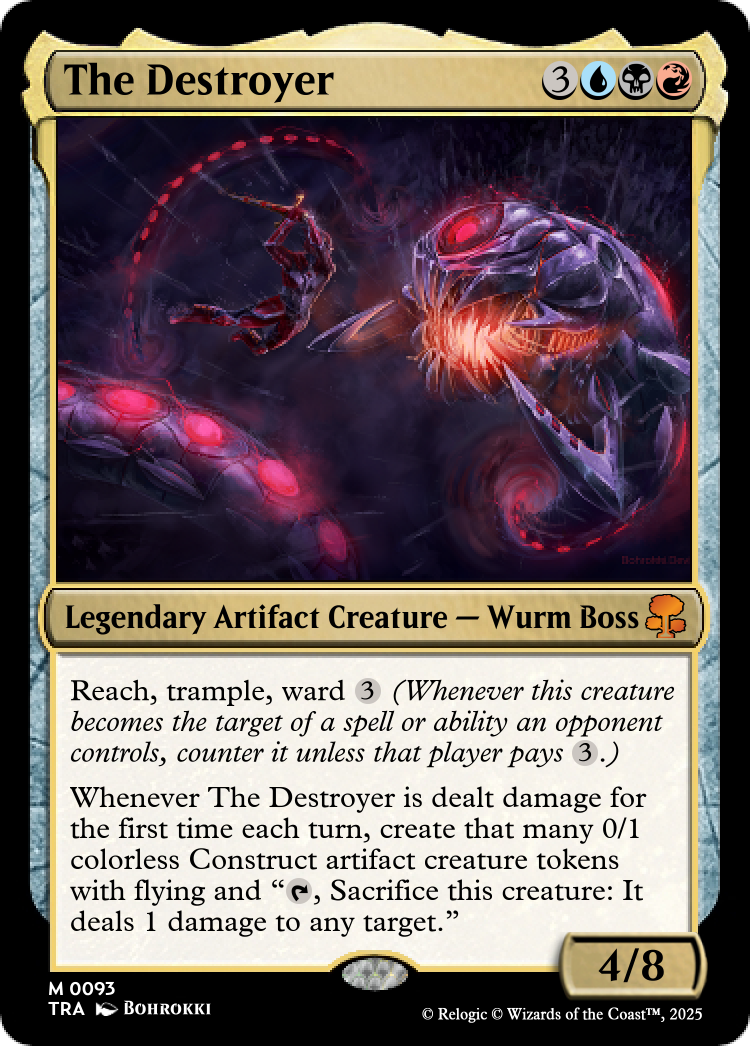 The Destroyer 3
Bohrokki.Dev
Legendary Artifact Creature — Wurm Boss
Reach, trample, ward 3 (Whenever this creature
becomes the target of a spell or ability an opponent
controls, counter it unless that player pays 3.)
Whenever The Destroyer is dealt damage for
the first time each turn, create that many 0/1
colorless Construct artifact creature tokens
with flying and “, Sacrifice this creature: It
deals 1 damage to any target.”
4/8
M 0093
TRA Bohrokki
© Relogic © Wizards of the Coast™, 2025